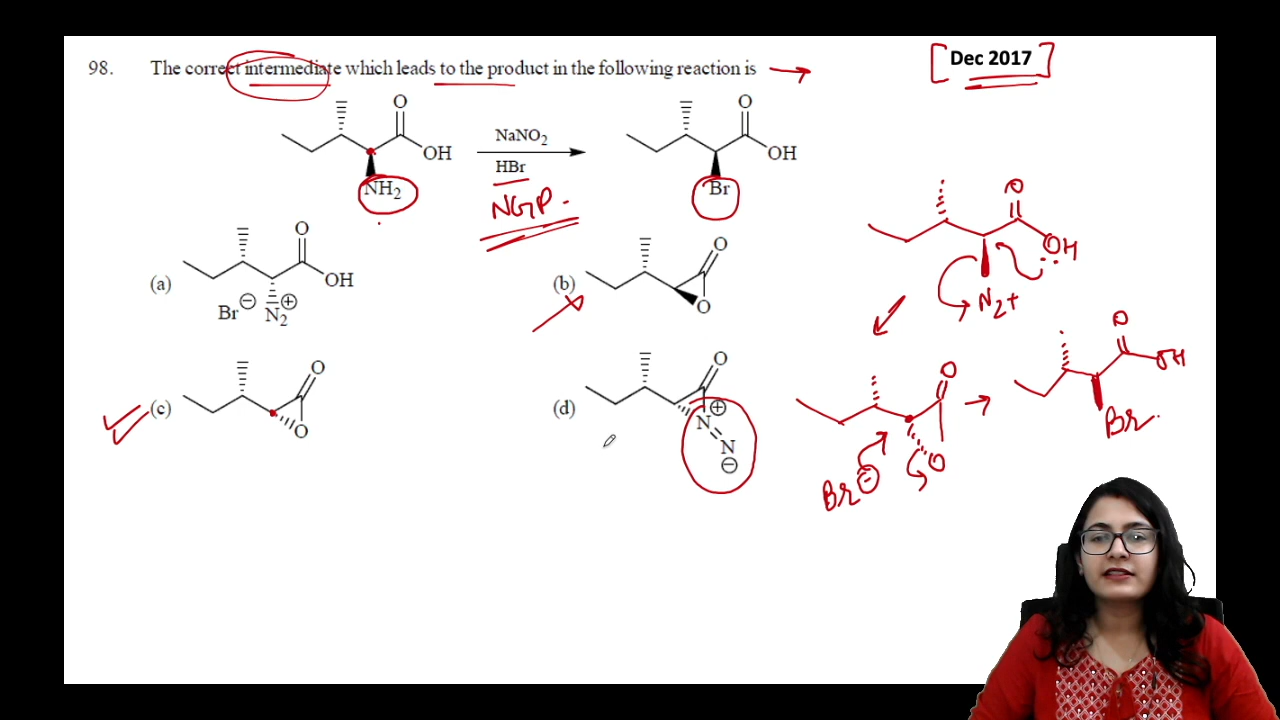 [Dec 2017]
98. The correct intermediate which leads to the product in the following reaction is
O
OH
NH2
NaNO2
HBr
NGP.
O
OH
Br
(a)
O
OH
Br⊖ ⊕
N2
(b)
O
O
(c)
O
O
(d)
O
⊕
N
N
⊖
O
OH
N2+
O
O
Br⊖
O
OH
Br.